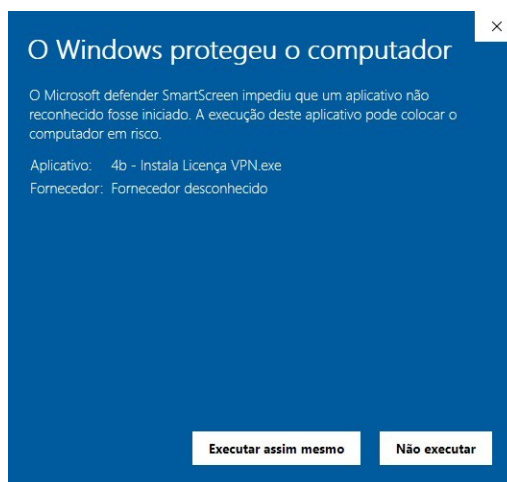 O Windows protegeu o computador
O Microsoft defender SmartScreen impediu que um aplicativo não
reconhecido fosse iniciado. A execução deste aplicativo pode colocar o
computador em risco.
Aplicativo: 4b - Instala Licença VPN.exe
Fornecedor: Fornecedor desconhecido
Executar assim mesmo Não executar